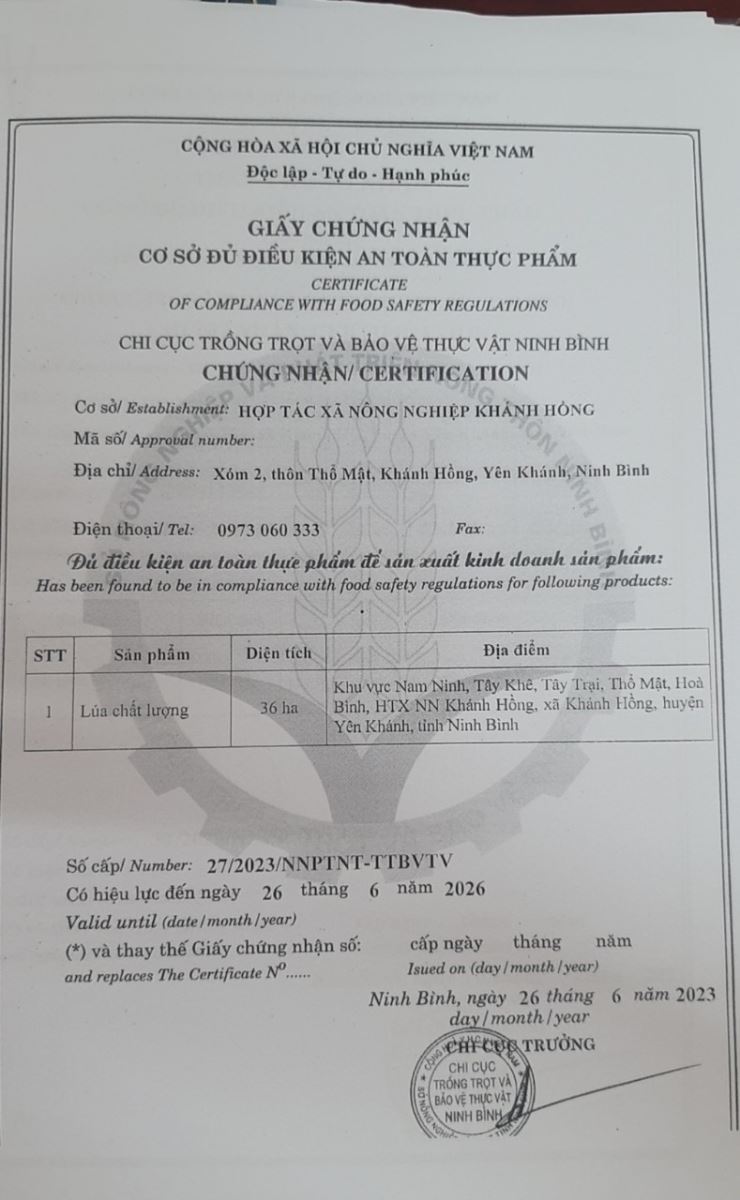 CỘNG HÒA XÃ HỘI CHỦ NGHĨA VIỆT NAM
Độc lập - Tự do - Hạnh phúc
GIẤY CHỨNG NHẬN
CƠ SỞ ĐỦ ĐIỀU KIỆN AN TOÀN THỰC PHẨM
CERTIFICATE
OF COMPLIANCE WITH FOOD SAFETY REGULATIONS
CHI CỤC TRỒNG TRỌT VÀ BẢO VỆ THỰC VẬT NINH BÌNH
CHỨNG NHẬN/ CERTIFICATION
Cơ sở/ Establishment: HỢP TÁC XÃ NÔNG NGHIỆP KHÁNH HỒNG
Mã số/ Approval number:
Địa chỉ/ Address: Xóm 2, thôn Thổ Mật, Khánh Hồng, Yên Khánh, Ninh Bình
Điện thoại/ Tel: 0973 060 333 Fax:
Đủ điều kiện an toàn thực phẩm để sản xuất kinh doanh sản phẩm:
Has been found to be in compliance with food safety regulations for following products:
STT Sản phẩm Diện tích Địa điểm
1 Lúa chất lượng 36 ha Khu vực Nam Ninh, Tây Khê, Tây Trại, Thổ Mật, Hoà
Bình, HTX NN Khánh Hồng, xã Khánh Hồng, huyện
Yên Khánh, tỉnh Ninh Bình
Số cấp/ Number: 27/2023/NNPTNT-TTBVTV
Có hiệu lực đến ngày 26 tháng 6 năm 2026
Valid until (date/month/year)
(*) và thay thế Giấy chứng nhận số: cấp ngày tháng năm
and replaces The Certificate Nº...... Isued on (day/month/year)
Ninh Bình, ngày 26 tháng 6 năm 2023
day/month/year
CHI CỤC TRƯỞNG
CHI CỤC
TRỒNG TRỌT VÀ
BẢO VỆ THỰC VẬT
NINH BÌNH